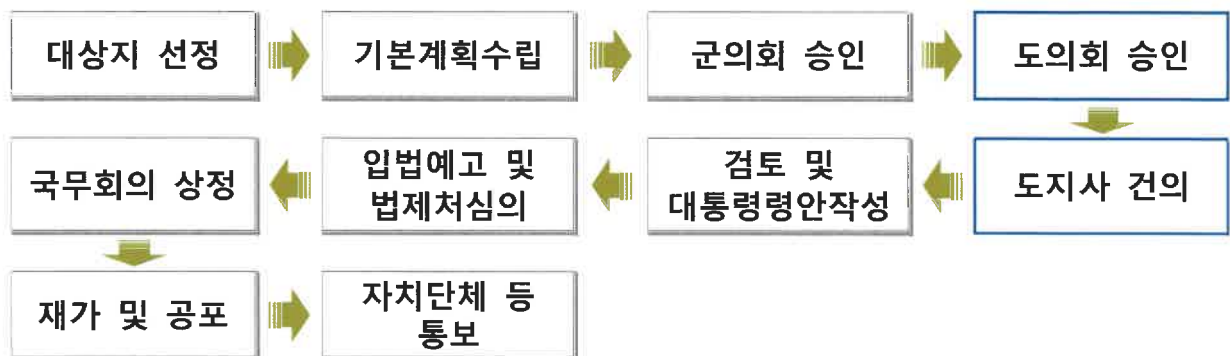 대상지 선정
기본계획수립
군의회 승인
도의회 승인
도지사 건의
검토 및
대통령령안작성
입법예고 및
법제처심의
국무회의 상정
재가 및 공포
자치단체 등
통보